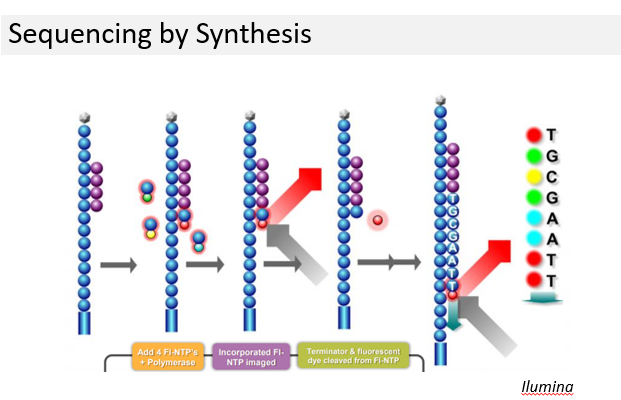 Sequencing by Synthesis
T
G
C
G
A
A
T
T
T
G
C
G
A
A
T
T
Add 4 Fl-NTP's
+ Polymerase
Incorporated Fl-
NTP imaged
Terminator & fluorescent
dye cleaved from Fl-NTP
Ilumina